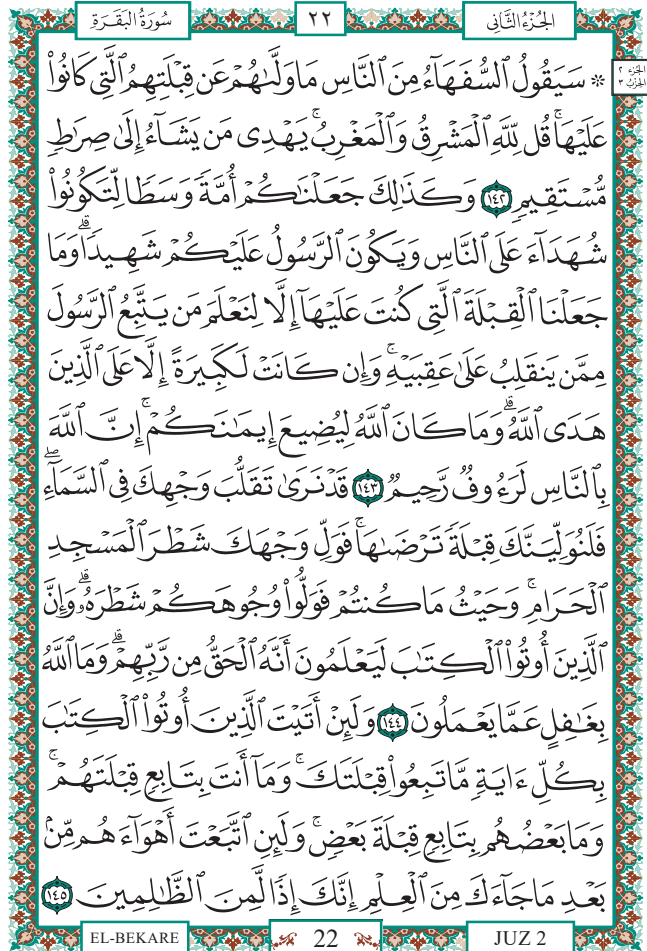 سُورَةُ البَقَرَةِ
٢٢
الجُزْءُ الثَّانِى
الجزء ٢
الحزب ٣
۞ سَيَقُولُ ٱلسُّفَهَآءُ مِنَ ٱلنَّاسِ مَا وَلَّىٰهُمْ عَن قِبْلَتِهِمُ ٱلَّتِى كَانُوا۟
عَلَيْهَا ۚ قُل لِّلَّهِ ٱلْمَشْرِقُ وَٱلْمَغْرِبُ ۚ يَهْدِى مَن يَشَآءُ إِلَىٰ صِرَٰطٍ
مُّسْتَقِيمٍ ١٤٢ وَكَذَٰلِكَ جَعَلْنَٰكُمْ أُمَّةً وَسَطًا لِّتَكُونُوا۟
شُهَدَآءَ عَلَى ٱلنَّاسِ وَيَكُونَ ٱلرَّسُولُ عَلَيْكُمْ شَهِيدًا ۗ وَمَا
جَعَلْنَا ٱلْقِبْلَةَ ٱلَّتِى كُنتَ عَلَيْهَآ إِلَّا لِنَعْلَمَ مَن يَتَّبِعُ ٱلرَّسُولَ
مِمَّن يَنقَلِبُ عَلَىٰ عَقِبَيْهِ ۚ وَإِن كَانَتْ لَكَبِيرَةً إِلَّا عَلَى ٱلَّذِينَ
هَدَى ٱللَّهُ ۗ وَمَا كَانَ ٱللَّهُ لِيُضِيعَ إِيمَٰنَكُمْ ۚ إِنَّ ٱللَّهَ
بِٱلنَّاسِ لَرَءُوفٌ رَّحِيمٌ ١٤٣ قَدْ نَرَىٰ تَقَلُّبَ وَجْهِكَ فِى ٱلسَّمَآءِ ۖ
فَلَنُوَلِّيَنَّكَ قِبْلَةً تَرْضَىٰهَا ۚ فَوَلِّ وَجْهَكَ شَطْرَ ٱلْمَسْجِدِ
ٱلْحَرَامِ ۚ وَحَيْثُ مَا كُنتُمْ فَوَلُّوا۟ وُجُوهَكُمْ شَطْرَهُۥ ۗ وَإِنَّ
ٱلَّذِينَ أُوتُوا۟ ٱلْكِتَٰبَ لَيَعْلَمُونَ أَنَّهُ ٱلْحَقُّ مِن رَّبِّهِمْ ۗ وَمَا ٱللَّهُ
بِغَٰفِلٍ عَمَّا يَعْمَلُونَ ١٤٤ وَلَئِنْ أَتَيْتَ ٱلَّذِينَ أُوتُوا۟ ٱلْكِتَٰبَ
بِكُلِّ ءَايَةٍ مَّا تَبِعُوا۟ قِبْلَتَكَ ۚ وَمَآ أَنتَ بِتَابِعٍ قِبْلَتَهُمْ ۚ
وَمَا بَعْضُهُم بِتَابِعٍ قِبْلَةَ بَعْضٍ ۚ وَلَئِنِ ٱتَّبَعْتَ أَهْوَآءَهُم مِّنۢ
بَعْدِ مَا جَآءَكَ مِنَ ٱلْعِلْمِ إِنَّكَ إِذًا لَّمِنَ ٱلظَّٰلِمِينَ ١٤٥
EL-BEKARE
22
JUZ 2